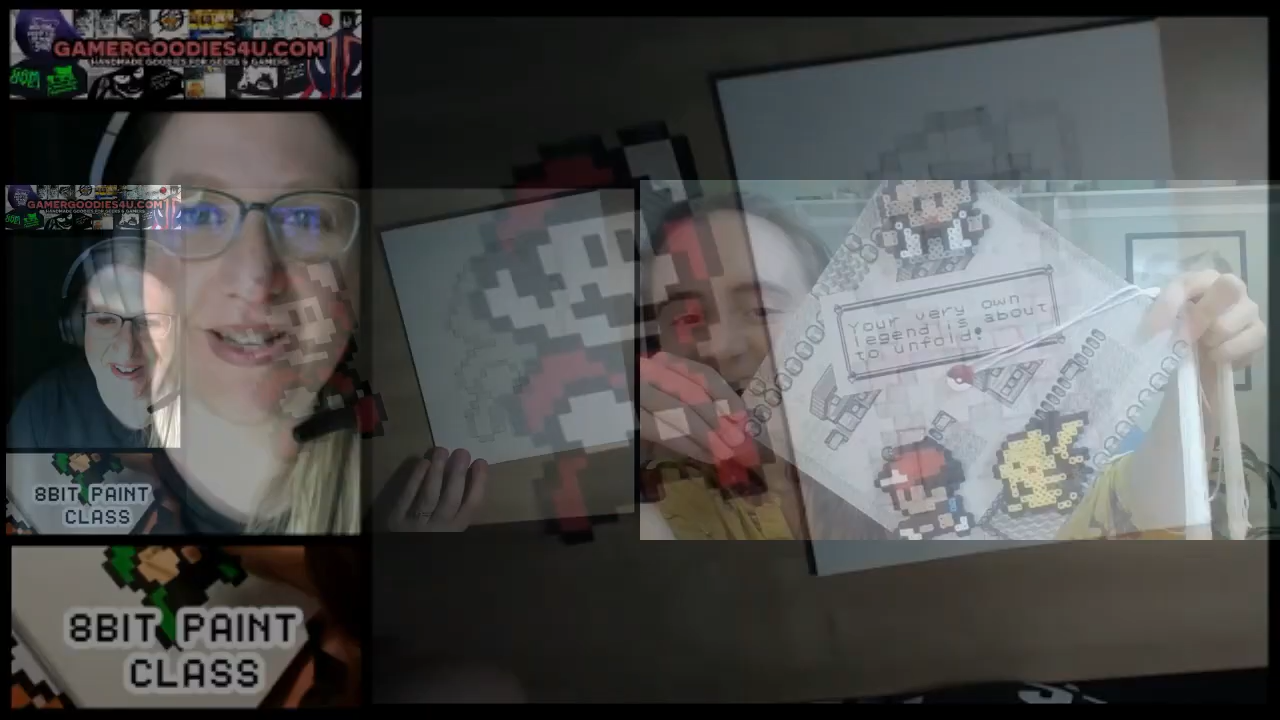 GAMERGOODIES4U.COM
HANDMADE GOODIES FOR GEEKS & GAMERS
GAMERGOODIES4U.COM
8BIT PAINT
CLASS
8BIT PAINT
CLASS
Your very own
legend is about
to unfold!